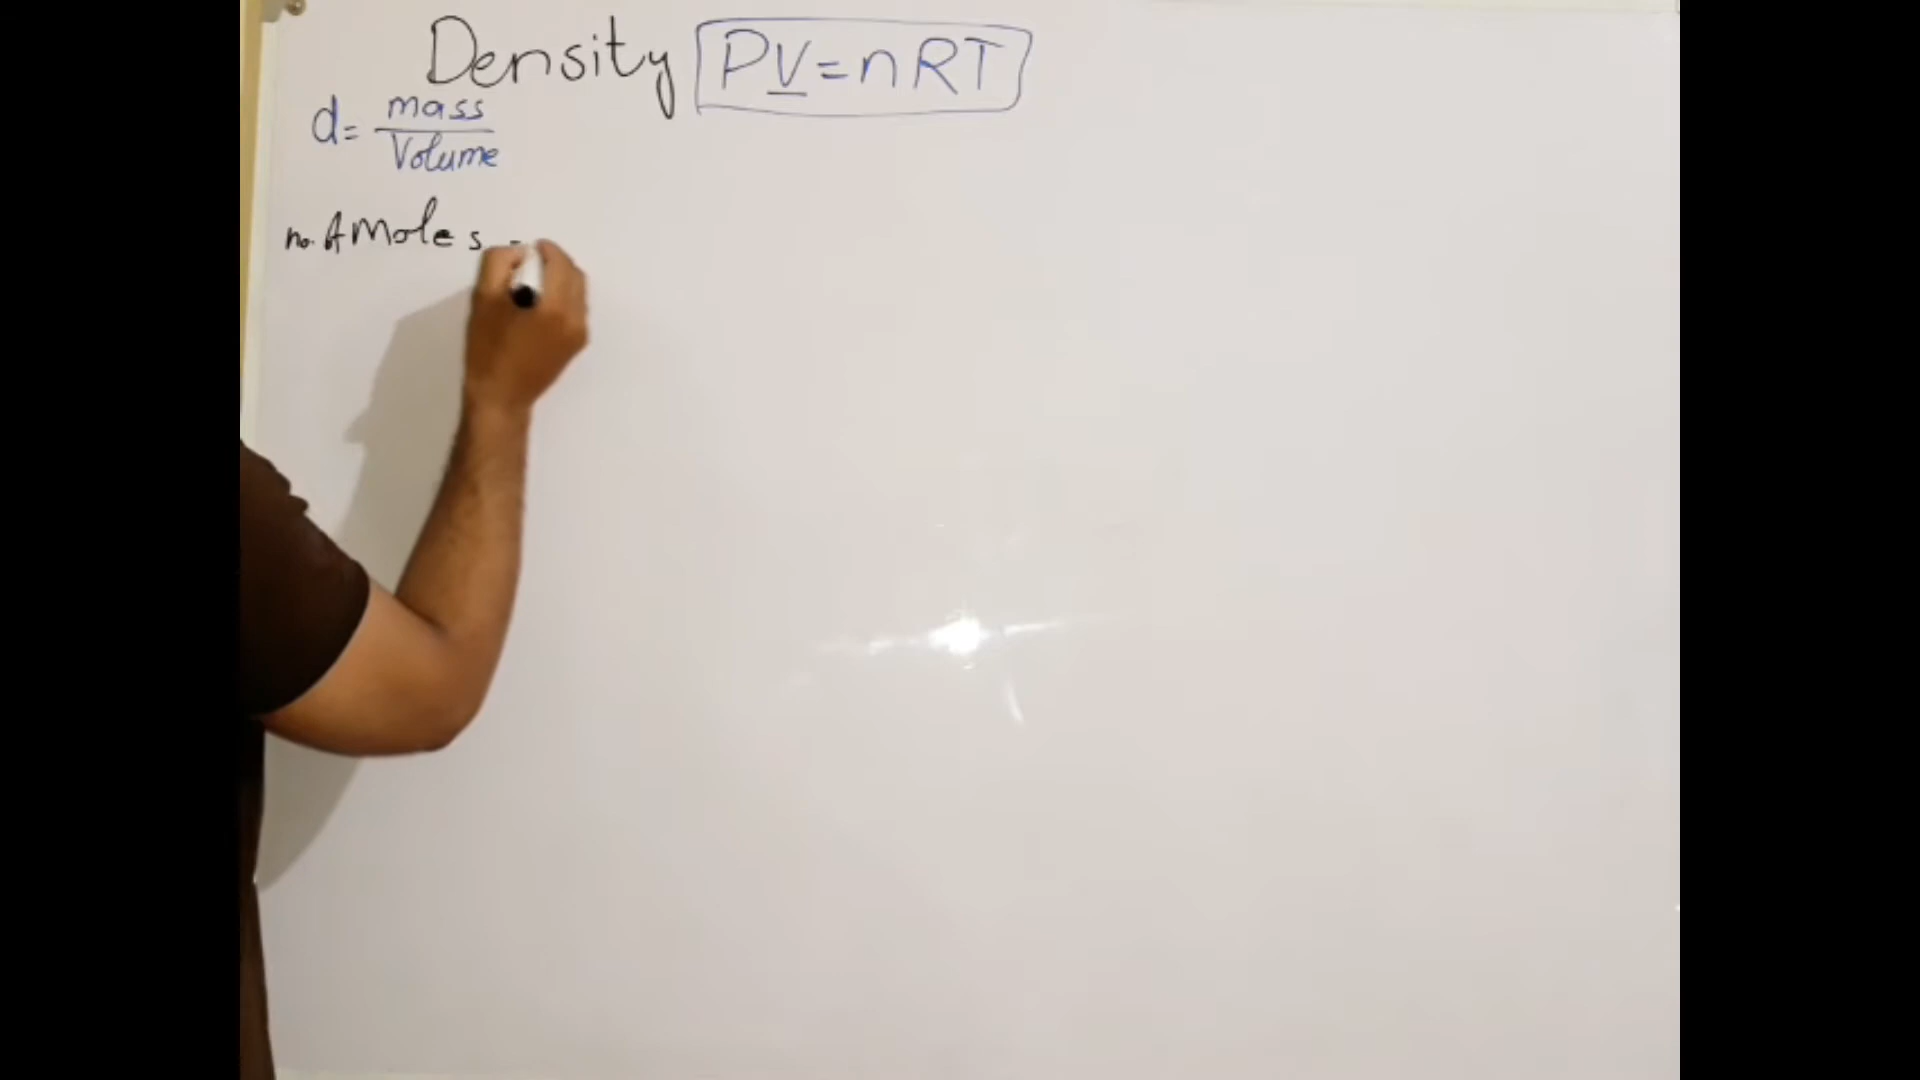 Density PV=nRT
d= mass
Volume
no. of Moles =